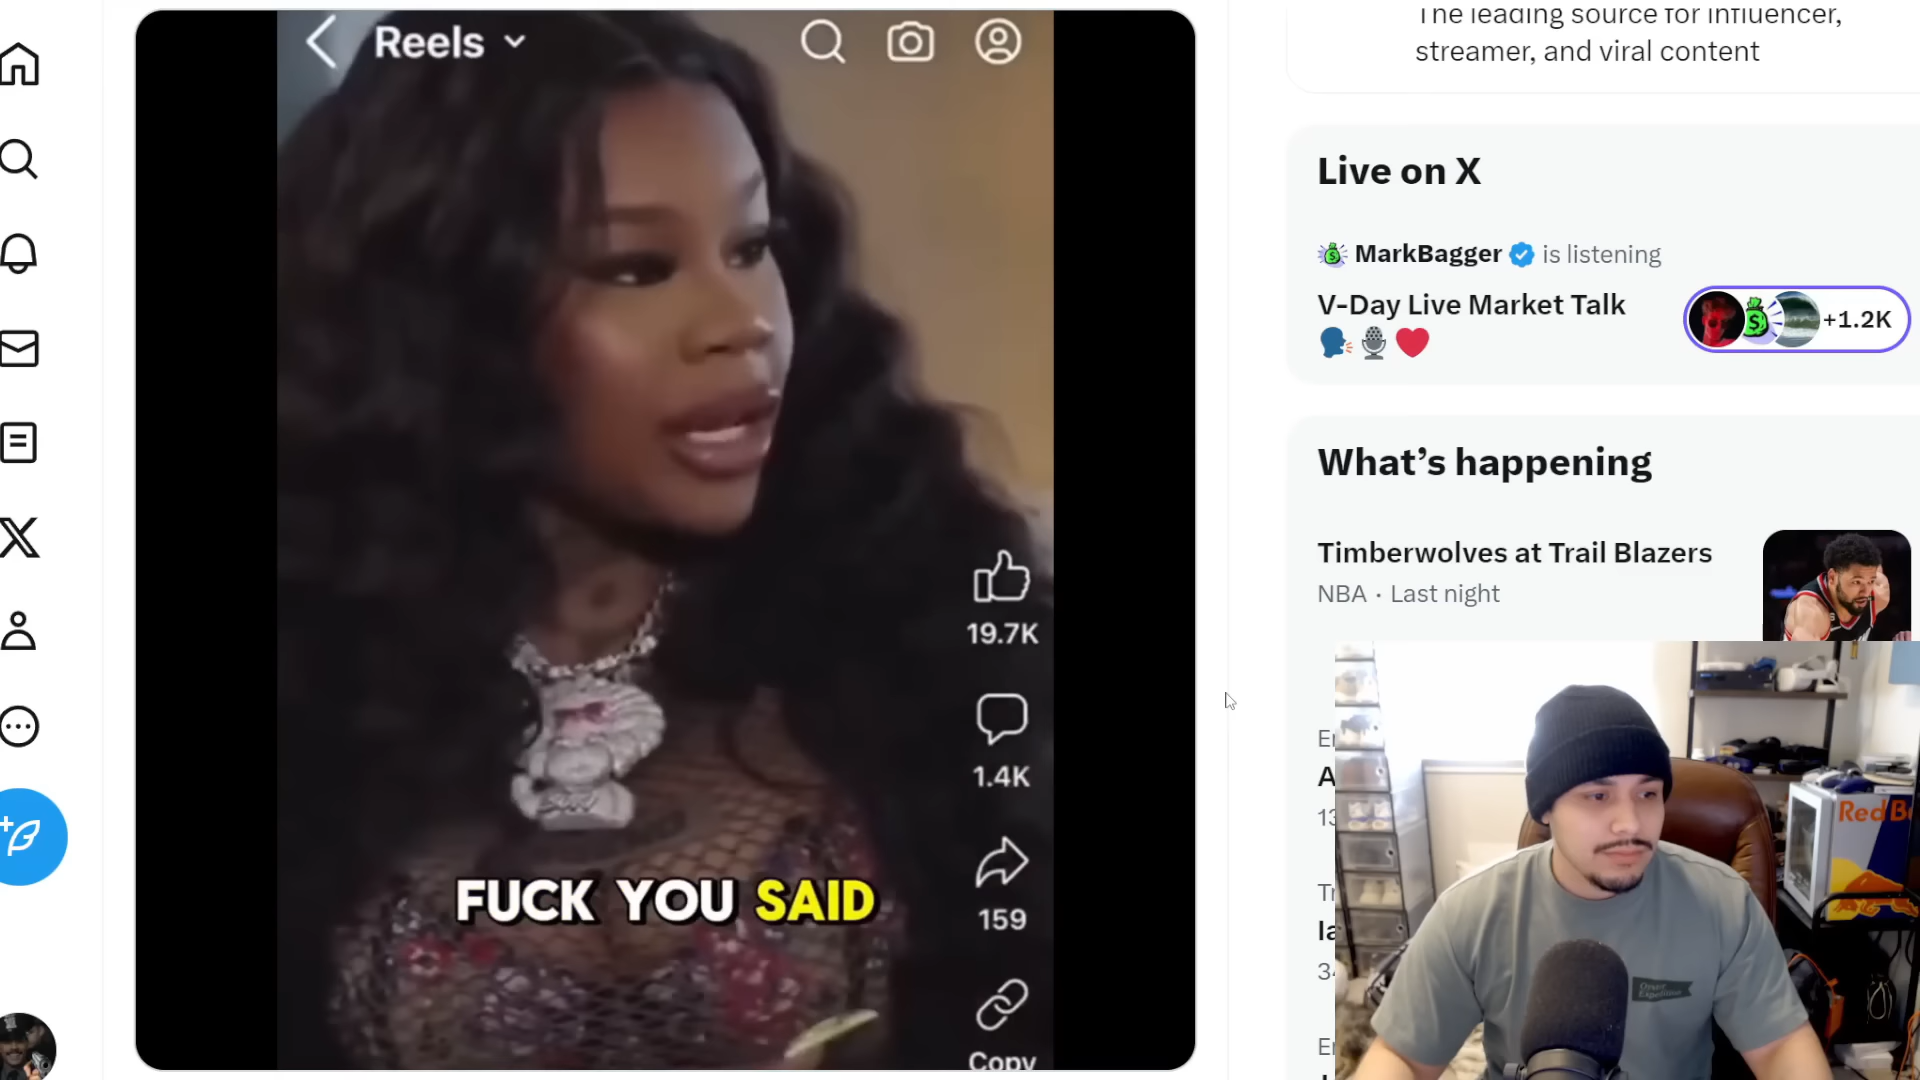 Reels
19.7K
1.4K
159
Copy
FUCK YOU SAID
The leading source for influencer,
streamer, and viral content
Live on X
MarkBagger is listening
V-Day Live Market Talk
+1.2K
What's happening
Timberwolves at Trail Blazers
NBA · Last night